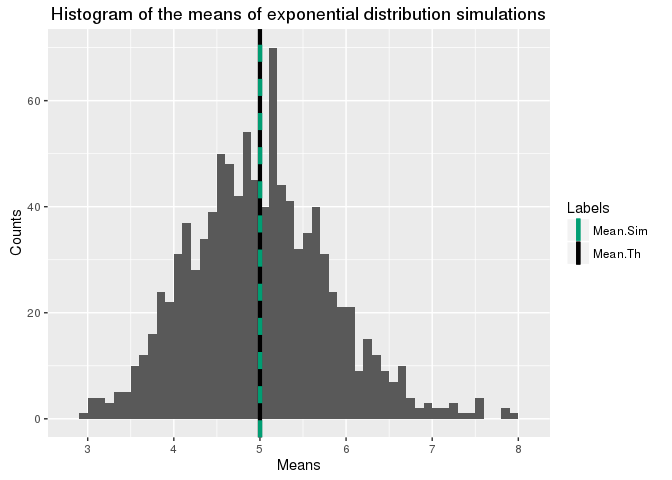 Histogram of the means of exponential distribution simulations
Counts
60
40
20
0
3 4 5 6 7 8
Means
Labels
Mean.Sim
Mean.Th